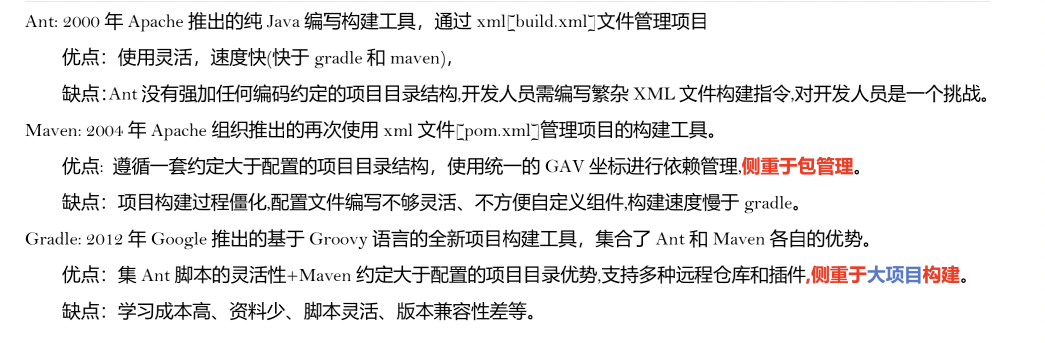 Ant: 2000 年 Apache 推出的纯 Java 编写构建工具，通过 xml[build.xml]文件管理项目
优点：使用灵活，速度快(快于 gradle 和 maven)，
缺点:Ant 没有强加任何编码约定的项目目录结构,开发人员需编写繁杂 XML 文件构建指令,对开发人员是一个挑战。
Maven: 2004 年 Apache 组织推出的再次使用 xml 文件[pom.xml]管理项目的构建工具。
优点: 遵循一套约定大于配置的项目目录结构，使用统一的 GAV 坐标进行依赖管理,侧重于包管理。
缺点：项目构建过程僵化,配置文件编写不够灵活、不方便自定义组件,构建速度慢于 gradle。
Gradle: 2012 年 Google 推出的基于 Groovy 语言的全新项目构建工具，集合了 Ant 和 Maven 各自的优势。
优点：集 Ant 脚本的灵活性+Maven 约定大于配置的项目目录优势,支持多种远程仓库和插件,侧重于大项目构建。
缺点：学习成本高、资料少、脚本灵活、版本兼容性差等。